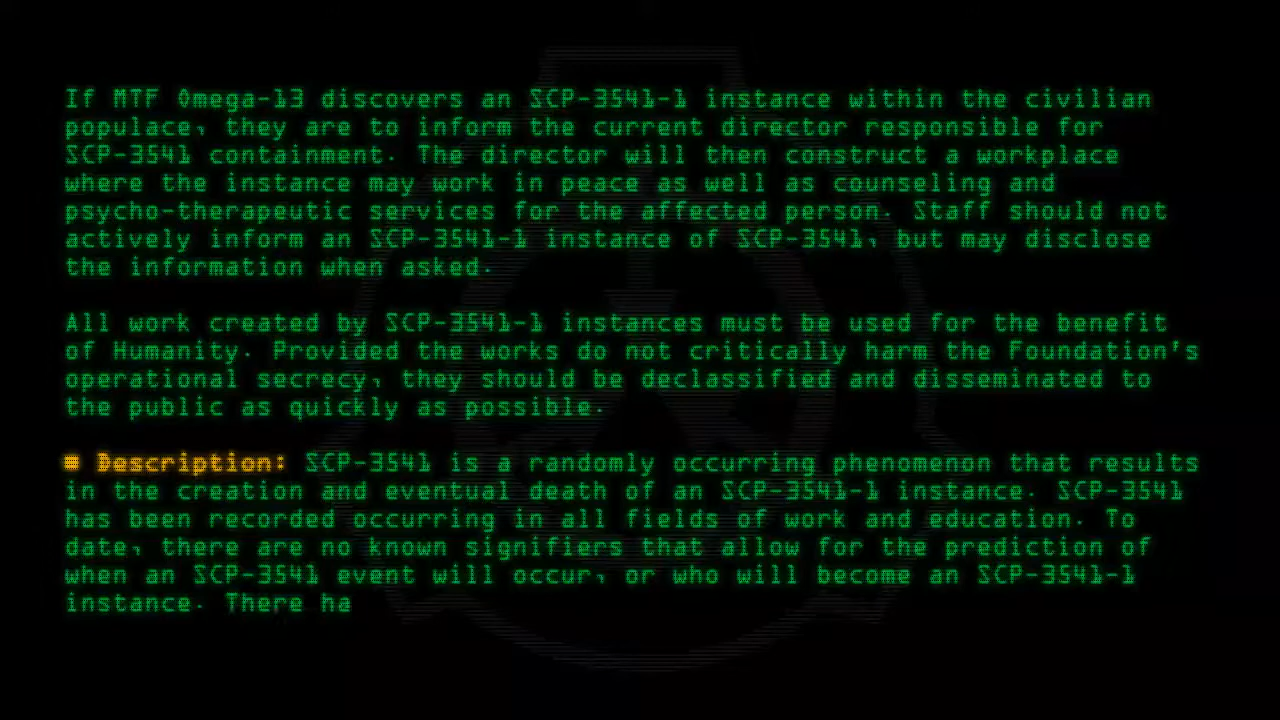 If MTF Omega-13 discovers an SCP-3541-1 instance within the civilian
populace, they are to inform the current director responsible for
SCP-3541 containment. The director will then construct a workplace
where the instance may work in peace as well as counseling and
psycho-therapeutic services for the affected person. Staff should not
actively inform an SCP-3541-1 instance of SCP-3541, but may disclose
the information when asked.
All work created by SCP-3541-1 instances must be used for the benefit
of Humanity. Provided the works do not critically harm the Foundation's
operational secrecy, they should be declassified and disseminated to
the public as quickly as possible.
■ Description: SCP-3541 is a randomly occurring phenomenon that results
in the creation and eventual death of an SCP-3541-1 instance. SCP-3541
has been recorded occurring in all fields of work and education. To
date, there are no known signifiers that allow for the prediction of
when an SCP-3541 event will occur, or who will become an SCP-3541-1
instance. There ha